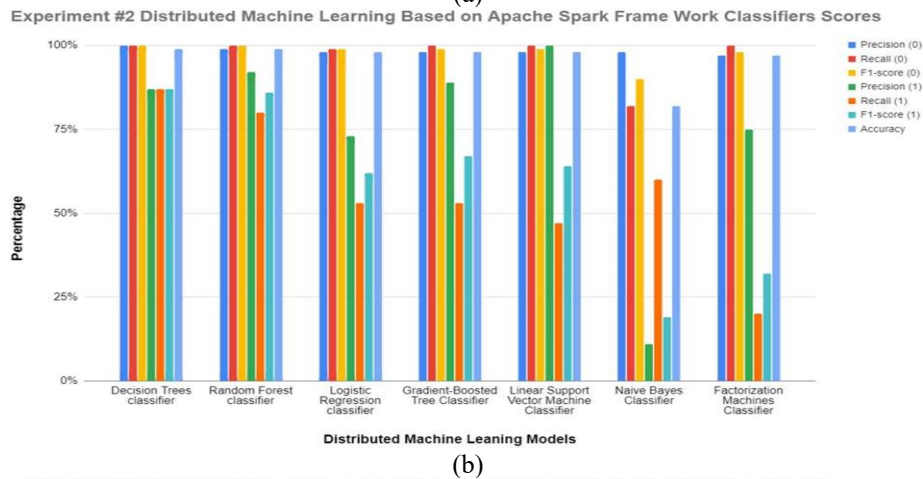 (a)
Experiment #2 Distributed Machine Learning Based on Apache Spark Frame Work Classifiers Scores
100%
75%
50%
25%
0%
Percentage
Precision (0)
Recall (0)
F1-score (0)
Precision (1)
Recall (1)
F1-score (1)
Accuracy
Decision Trees
classifier
Random Forest
classifier
Logistic
Regression
classifier
Gradient-Boosted
Tree Classifier
Linear Support
Vector Machine
Classifier
Naive Bayes
Classifier
Factorization
Machines
Classifier
Distributed Machine Leaning Models
(b)